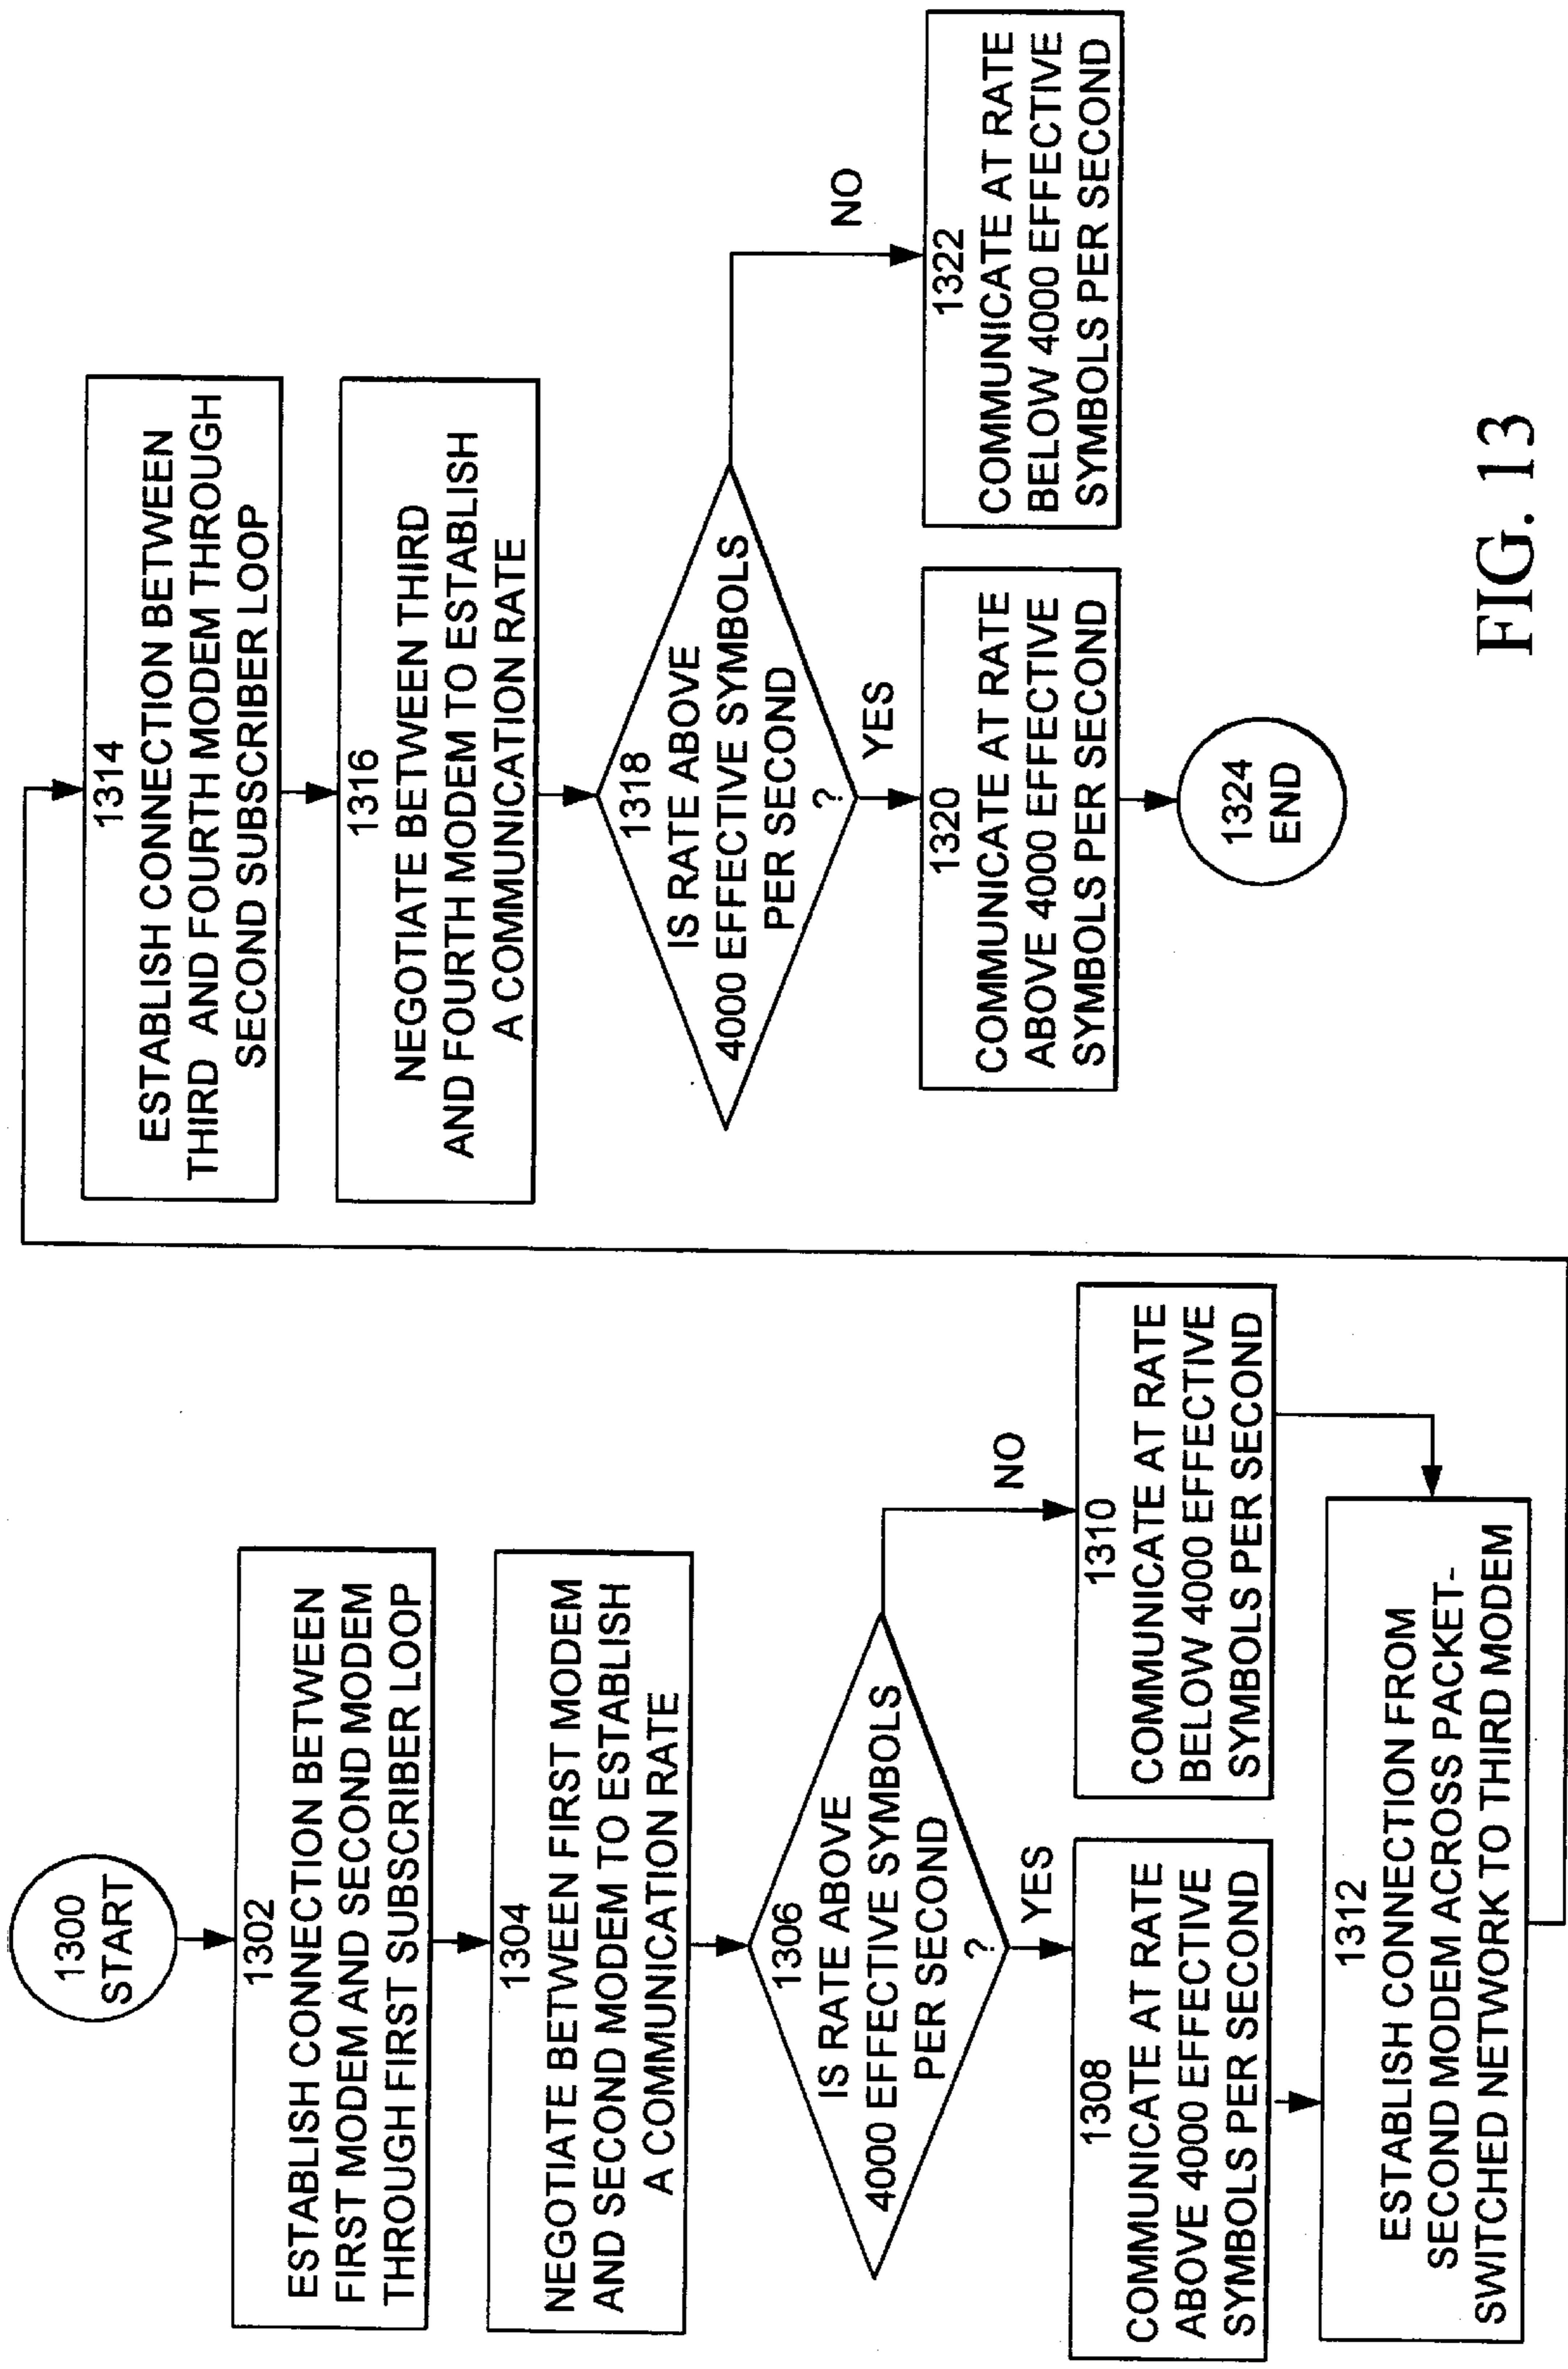 1300
START
1302
ESTABLISH CONNECTION BETWEEN
FIRST MODEM AND SECOND MODEM
THROUGH FIRST SUBSCRIBER LOOP
1304
NEGOTIATE BETWEEN FIRST MODEM
AND SECOND MODEM TO ESTABLISH
A COMMUNICATION RATE
1306
IS RATE ABOVE
4000 EFFECTIVE SYMBOLS
PER SECOND
?
YES
NO
1308
COMMUNICATE AT RATE
ABOVE 4000 EFFECTIVE
SYMBOLS PER SECOND
1310
COMMUNICATE AT RATE
BELOW 4000 EFFECTIVE
SYMBOLS PER SECOND
1312
ESTABLISH CONNECTION FROM
SECOND MODEM ACROSS PACKET-
SWITCHED NETWORK TO THIRD MODEM
1314
ESTABLISH CONNECTION BETWEEN
THIRD AND FOURTH MODEM THROUGH
SECOND SUBSCRIBER LOOP
1316
NEGOTIATE BETWEEN THIRD
AND FOURTH MODEM TO ESTABLISH
A COMMUNICATION RATE
1318
IS RATE ABOVE
4000 EFFECTIVE SYMBOLS
PER SECOND
?
YES
NO
1320
COMMUNICATE AT RATE
ABOVE 4000 EFFECTIVE
SYMBOLS PER SECOND
1322
COMMUNICATE AT RATE
BELOW 4000 EFFECTIVE
SYMBOLS PER SECOND
1324
END
FIG. 13